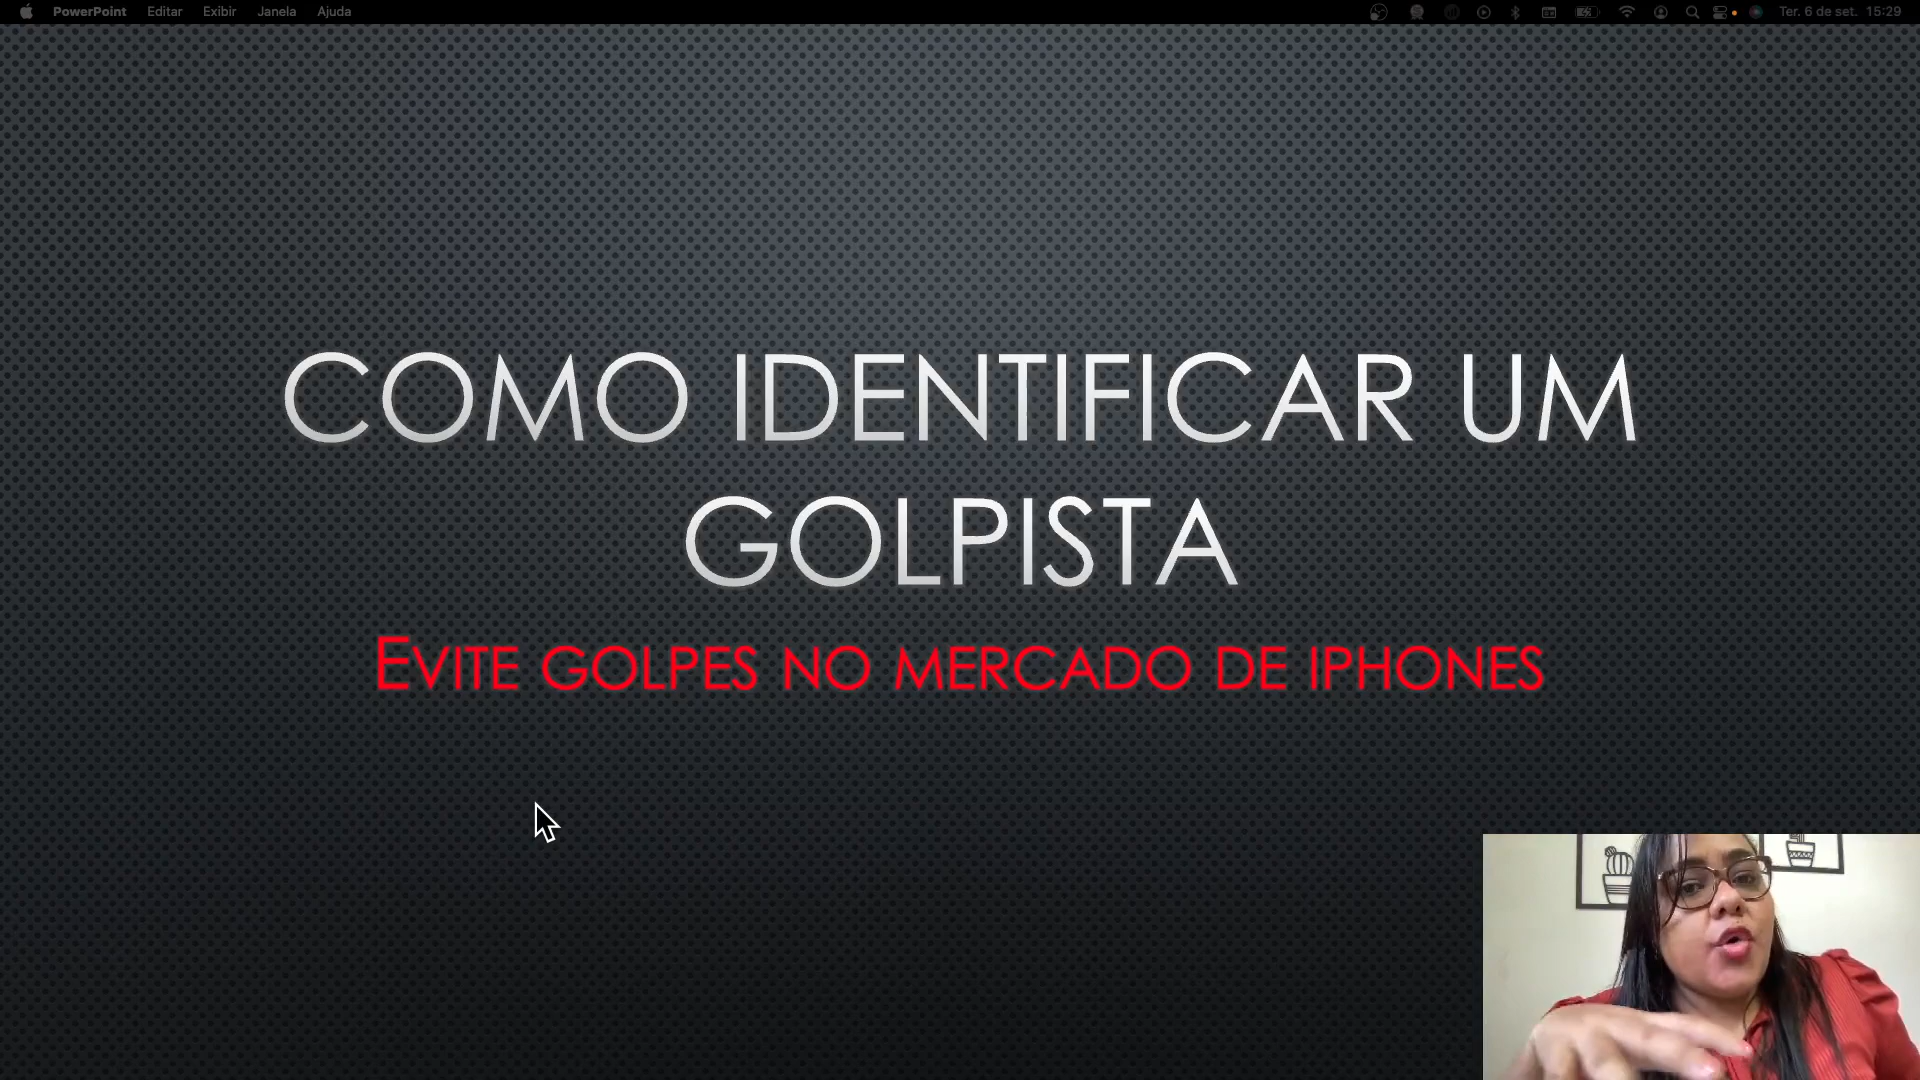 PowerPoint Editar Exibir Janela Ajuda Ter. 6 de set. 15:29
COMO IDENTIFICAR UM
GOLPISTA
EVITE GOLPES NO MERCADO DE IPHONES